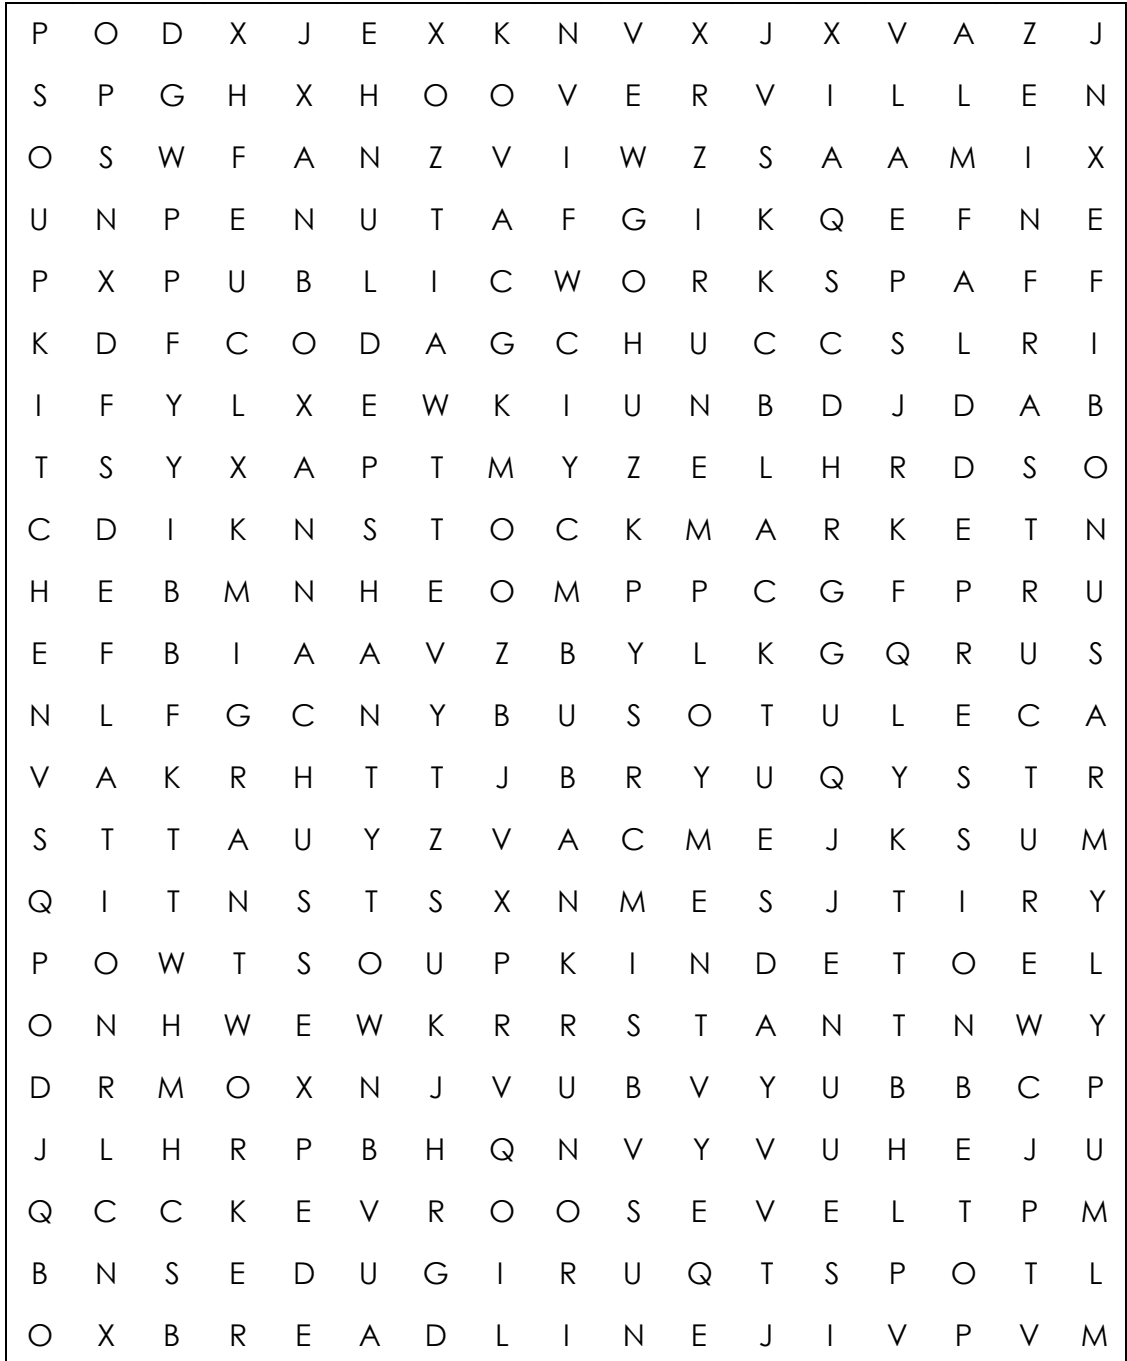 P O D X J E X K N V X J X V A Z J
S P G H X H O O V E R V I L L E N
O S W F A N Z V I W Z S A A M I X
U N P E N U T A F G I K Q E F N E
P X P U B L I C W O R K S P A F F
K D F C O D A G C H U C C S L R I
I F Y L X E W K I U N B D J D A B
T S Y X A P T M Y Z E L H R D S O
C D I K N S T O C K M A R K E T N
H E B M N H E O M P P C G F P R U
E F B I A A V Z B Y L K G Q R U S
N L F G C N Y B U S O T U L E C A
V A K R H T T J B R Y U Q Y S T R
S T T A U Y Z V A C M E J K S U M
Q I T N S T S X N M E S J T I R Y
P O W T S O U P K I N D E T O E L
O N H W E W K R R S T A N T N W Y
D R M O X N J V U B V Y U B B C P
J L H R P B H Q N V Y V U H E J U
Q C C K E V R O O S E V E L T P M
B N S E D U G I R U Q T S P O T L
O X B R E A D L I N E J I V P V M